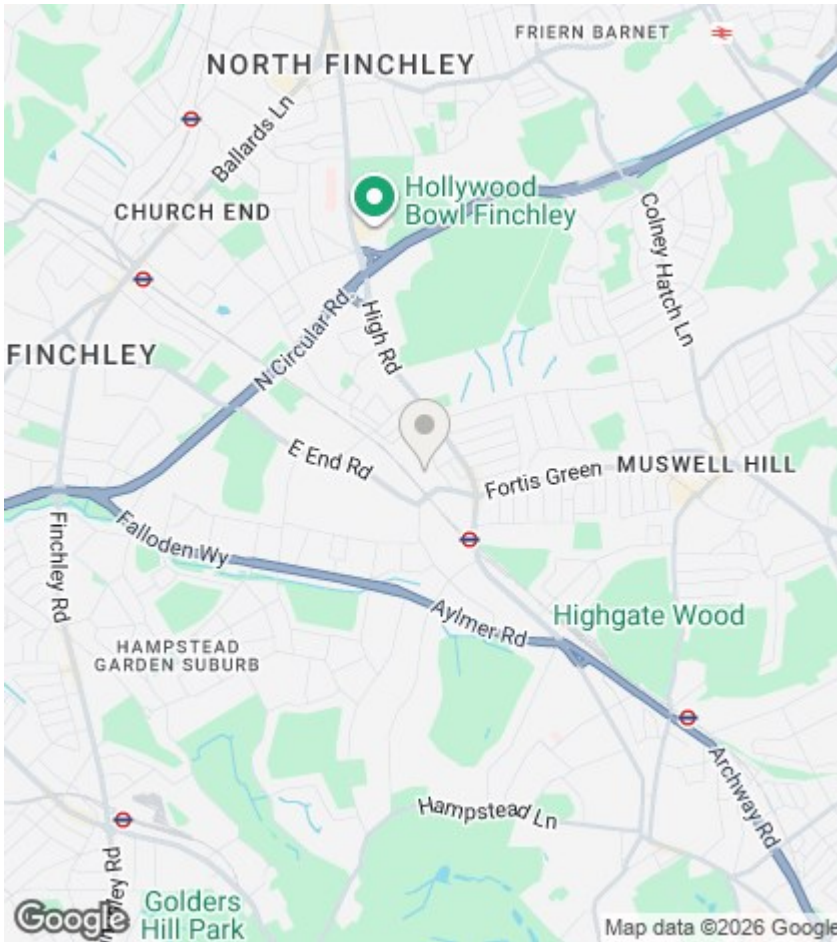 FRIERN BARNET
NORTH FINCHLEY
Ballards Ln
Hollywood
Bowl Finchley
CHURCH END
Colney Hatch Ln
N Circular Rd
High Rd
FINCHLEY
E End Rd
Fortis Green
MUSWELL HILL
Finchley Rd
Falloden Wy
Aylmer Rd
Highgate Wood
HAMPSTEAD
GARDEN SUBURB
Archway Rd
Hampstead Ln
Golders
Hill Park
Google
Map data ©2026 Google